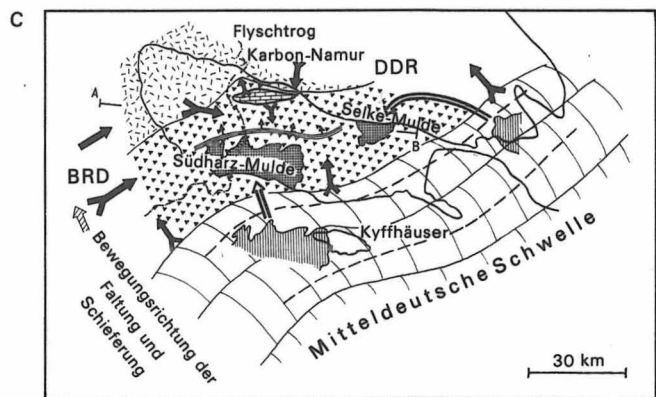 C
Flyschtrog
Karbon-Namur
DDR
A
Selke-Mulde
B
Südharz-Mulde
BRD
Kyffhäuser
Bewegungsrichtung der
Faltung und
Schieferung
Mitteldeutsche Schwelle
30 km